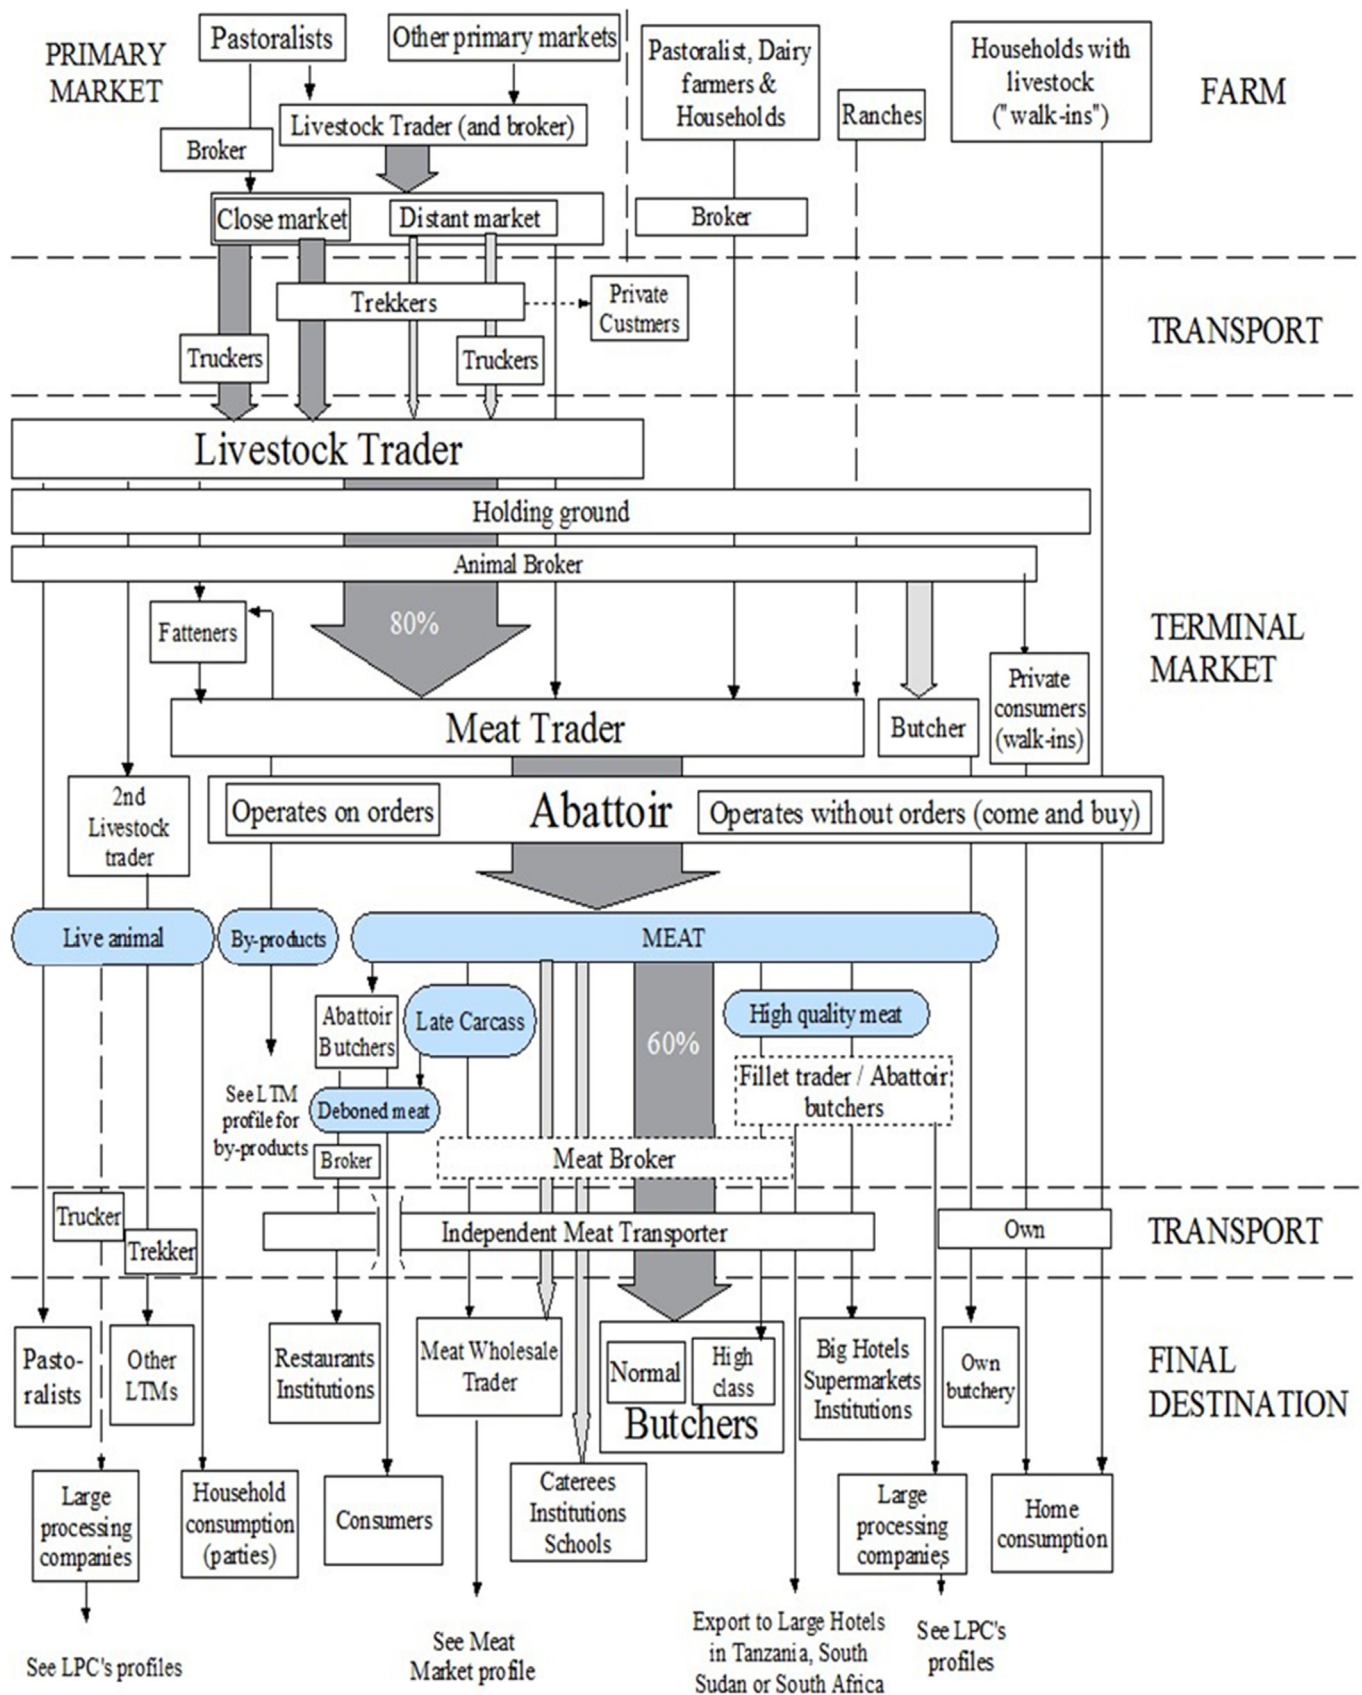 PRIMARY
MARKET
Pastoralists
Other primary markets
Pastoralist, Dairy
farmers &
Households
Ranches
Households with
livestock
("walk-ins")
FARM
Livestock Trader (and broker)
Broker
Close market
Distant market
Broker
Trekkers
Private
Custmers
Truckers
Truckers
TRANSPORT
Livestock Trader
Holding ground
Animal Broker
Fatteners
80%
TERMINAL
MARKET
Private
consumers
(walk-ins)
Meat Trader
Butcher
2nd
Livestock
trader
Operates on orders
Abattoir
Operates without orders (come and buy)
Live animal
By-products
MEAT
Abattoir
Butchers
Late Carcass
60%
High quality meat
Fillet trader / Abattoir
butchers
See LTM
profile for
by-products
Deboned meat
Broker
Meat Broker
Trucker
Trekker
Independent Meat Transporter
Own
TRANSPORT
Pasto-
ralists
Other
LTMs
Restaurants
Institutions
Meat Wholesale
Trader
Normal
High
class
Butchers
Big Hotels
Supermarkets
Institutions
Own
butchery
FINAL
DESTINATION
Large
processing
companies
Household
consumption
(parties)
Consumers
Caterees
Institutions
Schools
Large
processing
companies
Home
consumption
See LPC's profiles
See Meat
Market profile
Export to Large Hotels
in Tanzania, South
Sudan or South Africa
See LPC's
profiles